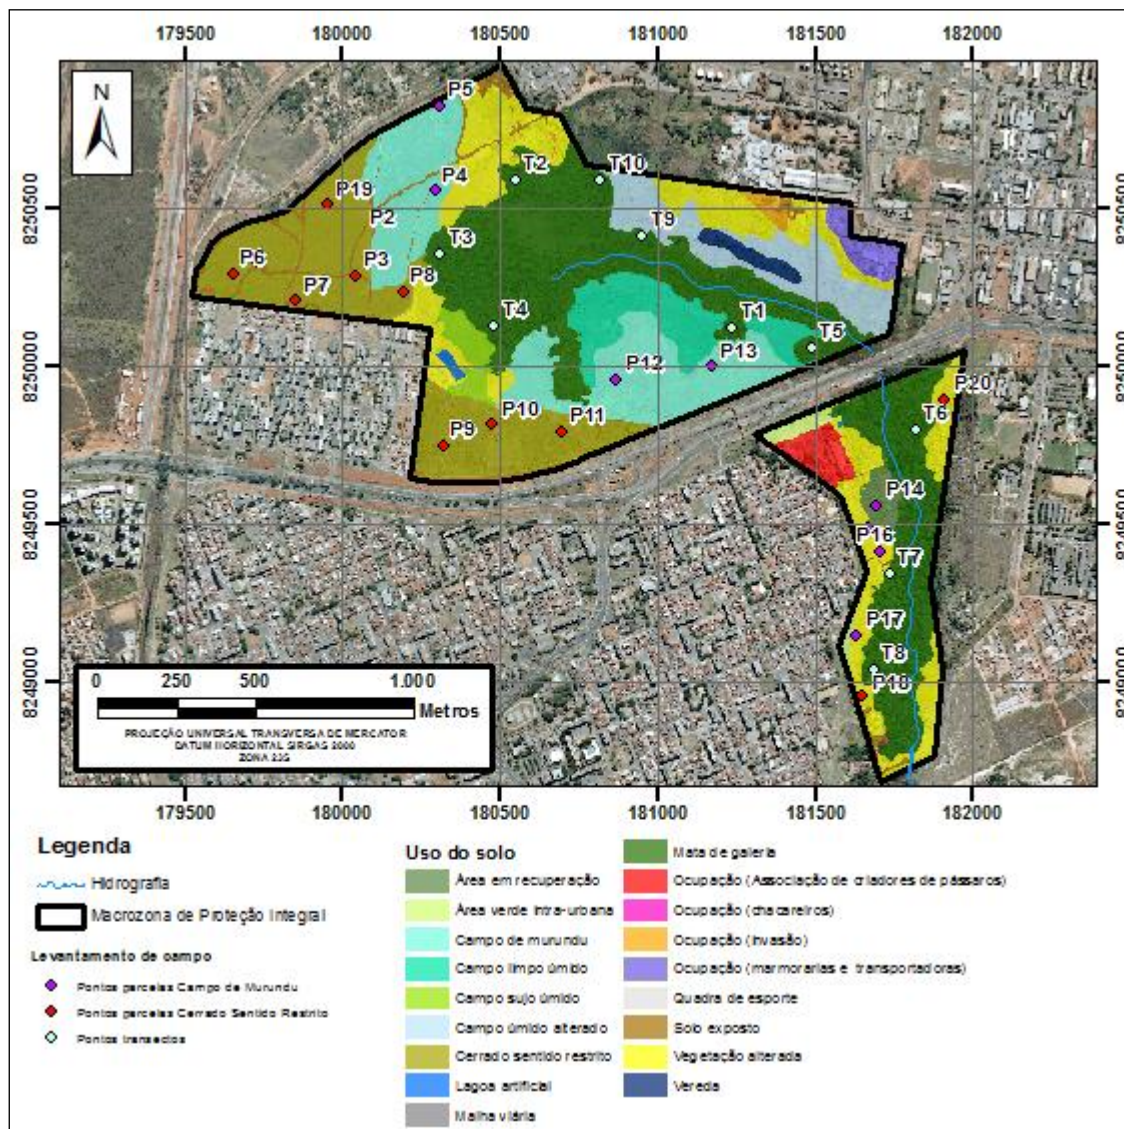 179500 180000 180500 181000 181500 182000
N
P5
T2 T10
P19 P4
8250500
P2 T9
T3
P6 P3 P8
P7
T4 T1
T5
8250000
P12 P13
P20
P10 P11 T6
P9
P14
8249500
P16
T7
P17
T8
P18
8249000 8249000
0 250 500 1.000
Metros
PROJEÇÃO UNIVERSAL TRANSVERSA DE MERCATOR
DATUM HORIZONTAL SIRGAS 2000
ZONA 23S
179500 180000 180500 181000 181500 182000
Legenda
Hidrografia
Macrozona de Proteção Integral
Levantamento de campo
Pontos parcelas Campo de Murundu
Pontos parcelas Cerrado Sentido Restrito
Pontos transectos
Uso do solo
Área em recuperação
Área verde intra-urbana
Campo de murundu
Campo limpo úmido
Campo sujo úmido
Campo úmido alterado
Cerrado sentido restrito
Lagoa artificial
Malha viária
Mata de galeria
Ocupação (Associação de criadores de pássaros)
Ocupação (chacareiros)
Ocupação (invasão)
Ocupação (marmorarias e transportadoras)
Quadra de esporte
Solo exposto
Vegetação alterada
Vereda